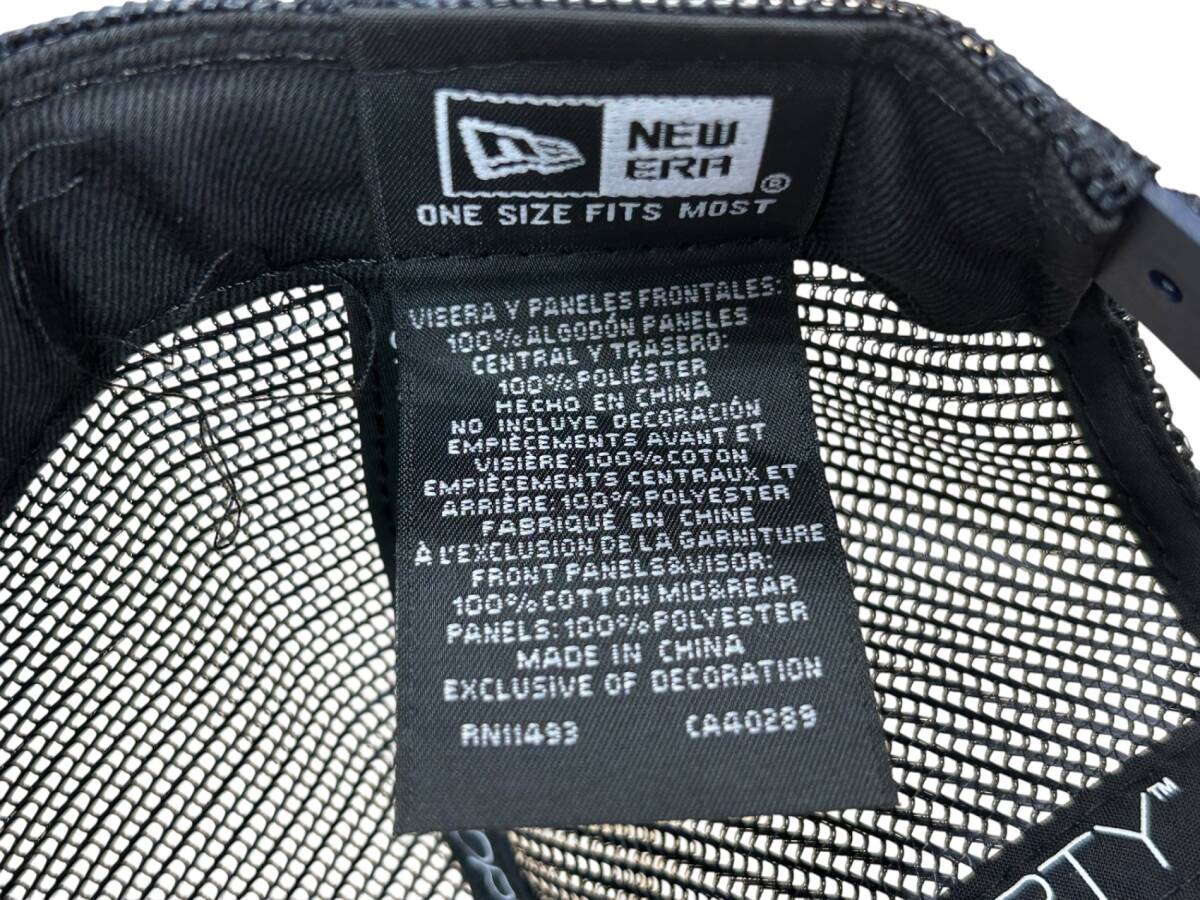 NEW
ERA®
ONE SIZE FITS MOST
VISERA Y PANELES FRONTALES:
100% ALGODÓN PANELES
CENTRAL Y TRASERO:
100% POLIÉSTER
HECHO EN CHINA
NO INCLUYE DECORACIÓN
EMPIÈCEMENTS AVANT ET
VISIÈRE: 100% COTON
EMPIÈCEMENTS CENTRAUX ET
ARRIÈRE: 100% POLYESTER
FABRIQUÉ EN CHINE
À L'EXCLUSION DE LA GARNITURE
FRONT PANELS&VISOR:
100% COTTON MID&REAR
PANELS: 100% POLYESTER
MADE IN CHINA
EXCLUSIVE OF DECORATION
RN11493 CA40289
RTY™